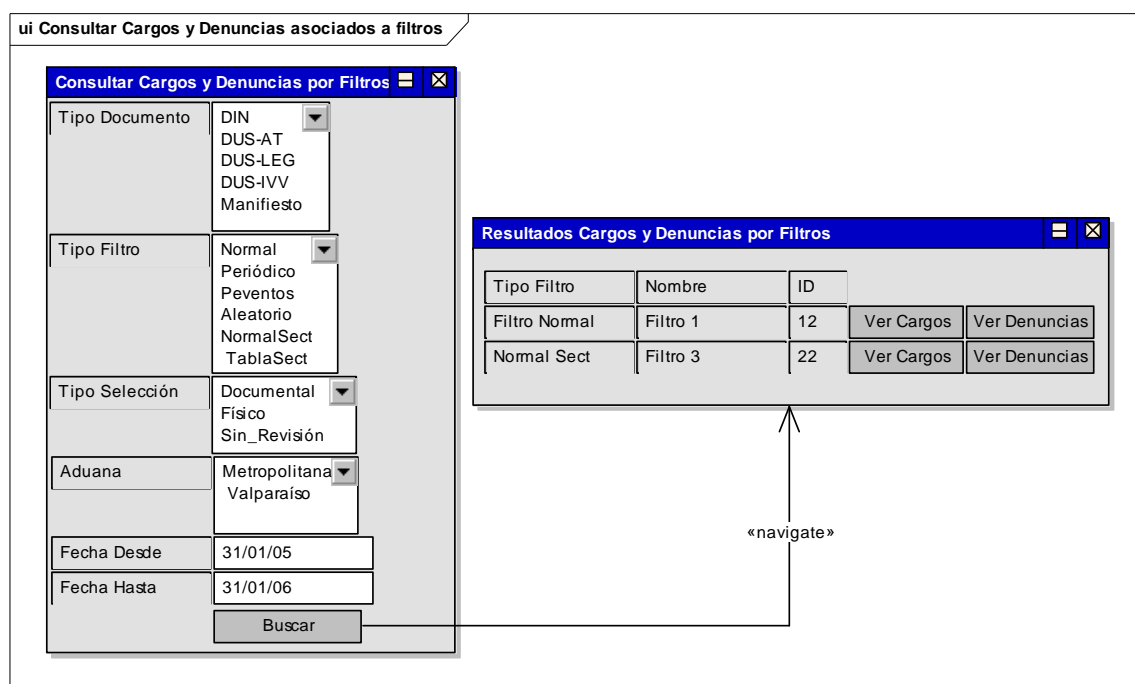 ui Consultar Cargos y Denuncias asociados a filtros
Consultar Cargos y Denuncias por Filtros
Tipo Documento
DIN
DUS-AT
DUS-LEG
DUS-IVV
Manifiesto
Tipo Filtro
Normal
Periódico
Peventos
Aleatorio
NormalSect
TablaSect
Tipo Selección
Documental
Físico
Sin_Revisión
Aduana
Metropolitana
Valparaíso
Fecha Desde
31/01/05
Fecha Hasta
31/01/06
Buscar
Resultados Cargos y Denuncias por Filtros
Tipo Filtro Nombre ID
Filtro Normal Filtro 1 12 Ver Cargos Ver Denuncias
Normal Sect Filtro 3 22 Ver Cargos Ver Denuncias
«navigate»